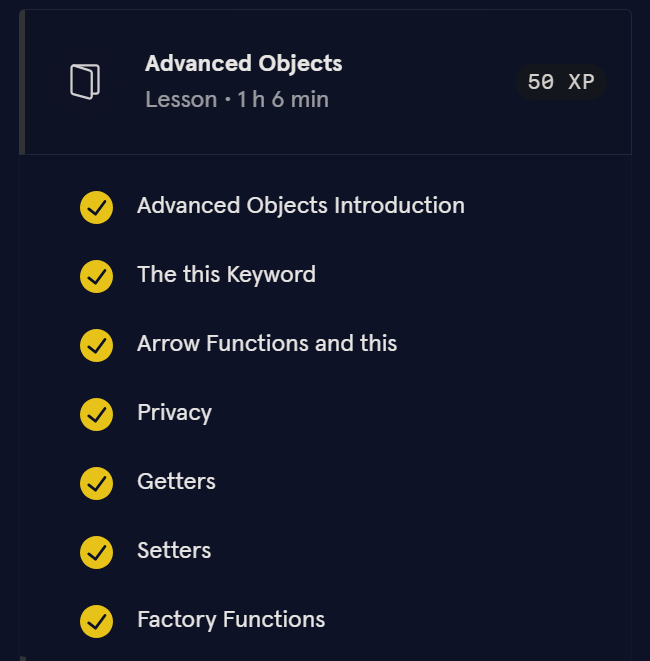 Advanced Objects
Lesson • 1 h 6 min
50 XP
Advanced Objects Introduction
The this Keyword
Arrow Functions and this
Privacy
Getters
Setters
Factory Functions